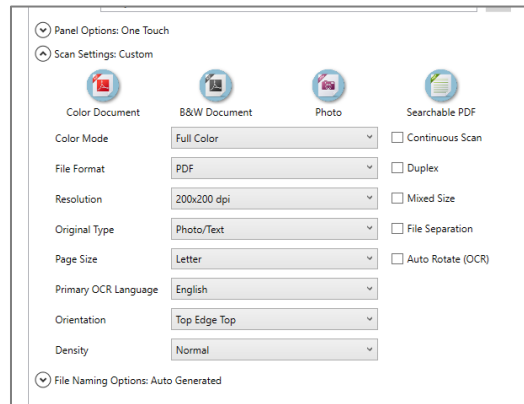 Panel Options: One Touch
Scan Settings: Custom
Color Document B&W Document Photo Searchable PDF
Color Mode Full Color Continuous Scan
File Format PDF Duplex
Resolution 200x200 dpi Mixed Size
Original Type Photo/Text File Separation
Page Size Letter Auto Rotate (OCR)
Primary OCR Language English
Orientation Top Edge Top
Density Normal
File Naming Options: Auto Generated